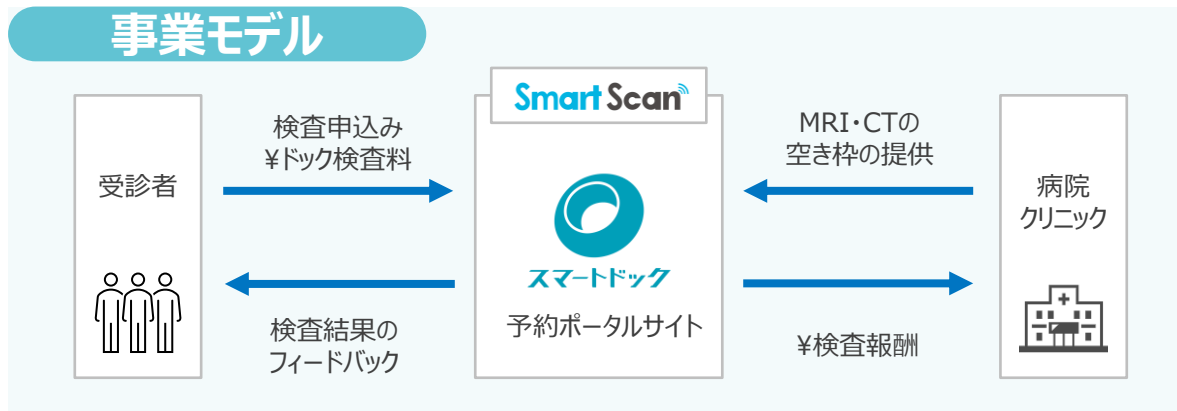 事業モデル
受診者
検査申込み
¥ドック検査料
検査結果の
フィードバック
Smart Scan
スマートドック
予約ポータルサイト
MRI・CTの
空き枠の提供
¥検査報酬
病院
クリニック